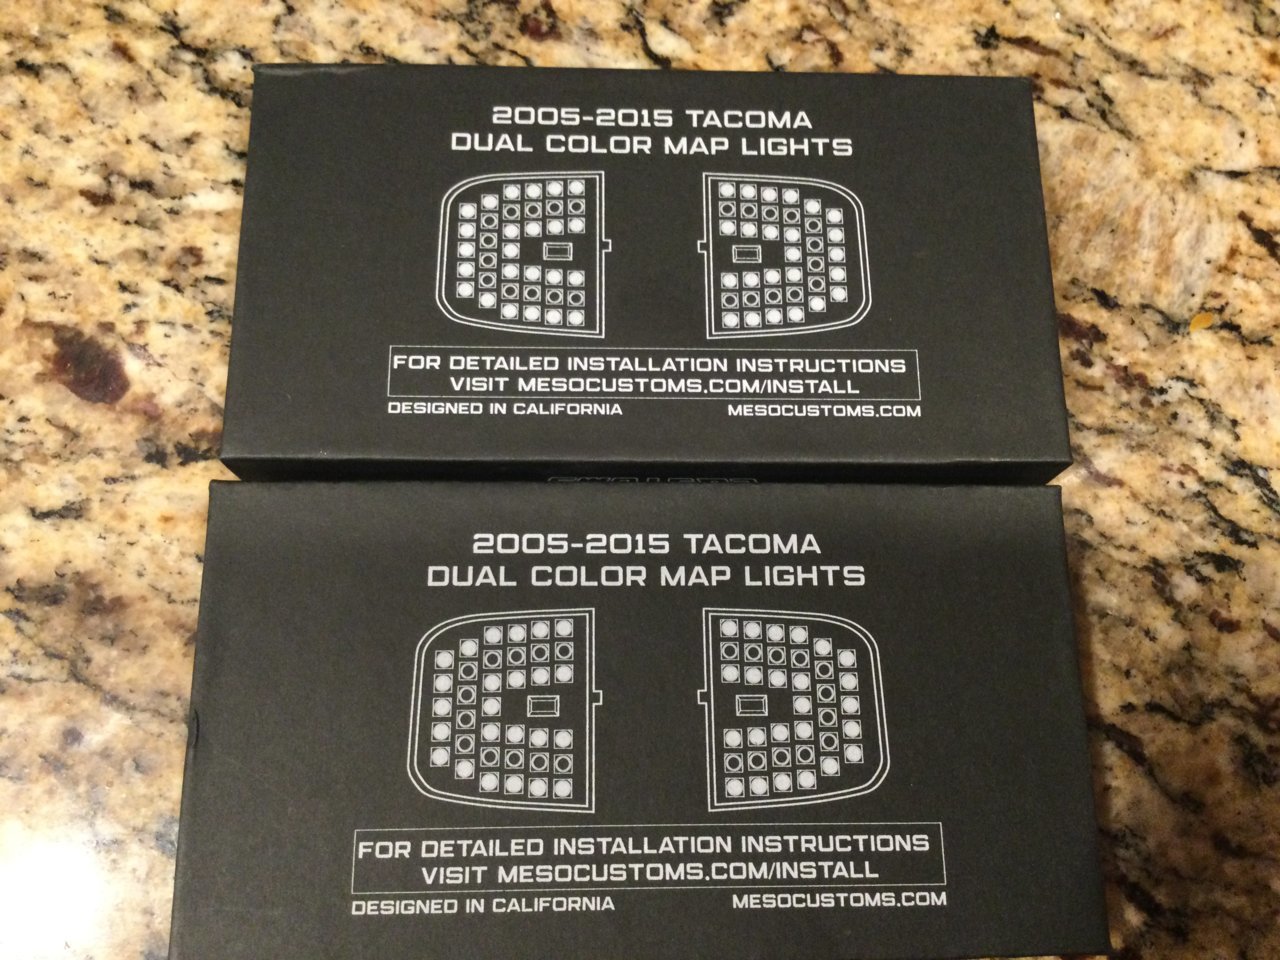 2005-2015 TACOMA
DUAL COLOR MAP LIGHTS
FOR DETAILED INSTALLATION INSTRUCTIONS
VISIT MESOCUSTOMS.COM/INSTALL
DESIGNED IN CALIFORNIA
MESOCUSTOMS.COM
2005-2015 TACOMA
DUAL COLOR MAP LIGHTS
FOR DETAILED INSTALLATION INSTRUCTIONS
VISIT MESOCUSTOMS.COM/INSTALL
DESIGNED IN CALIFORNIA
MESOCUSTOMS.COM